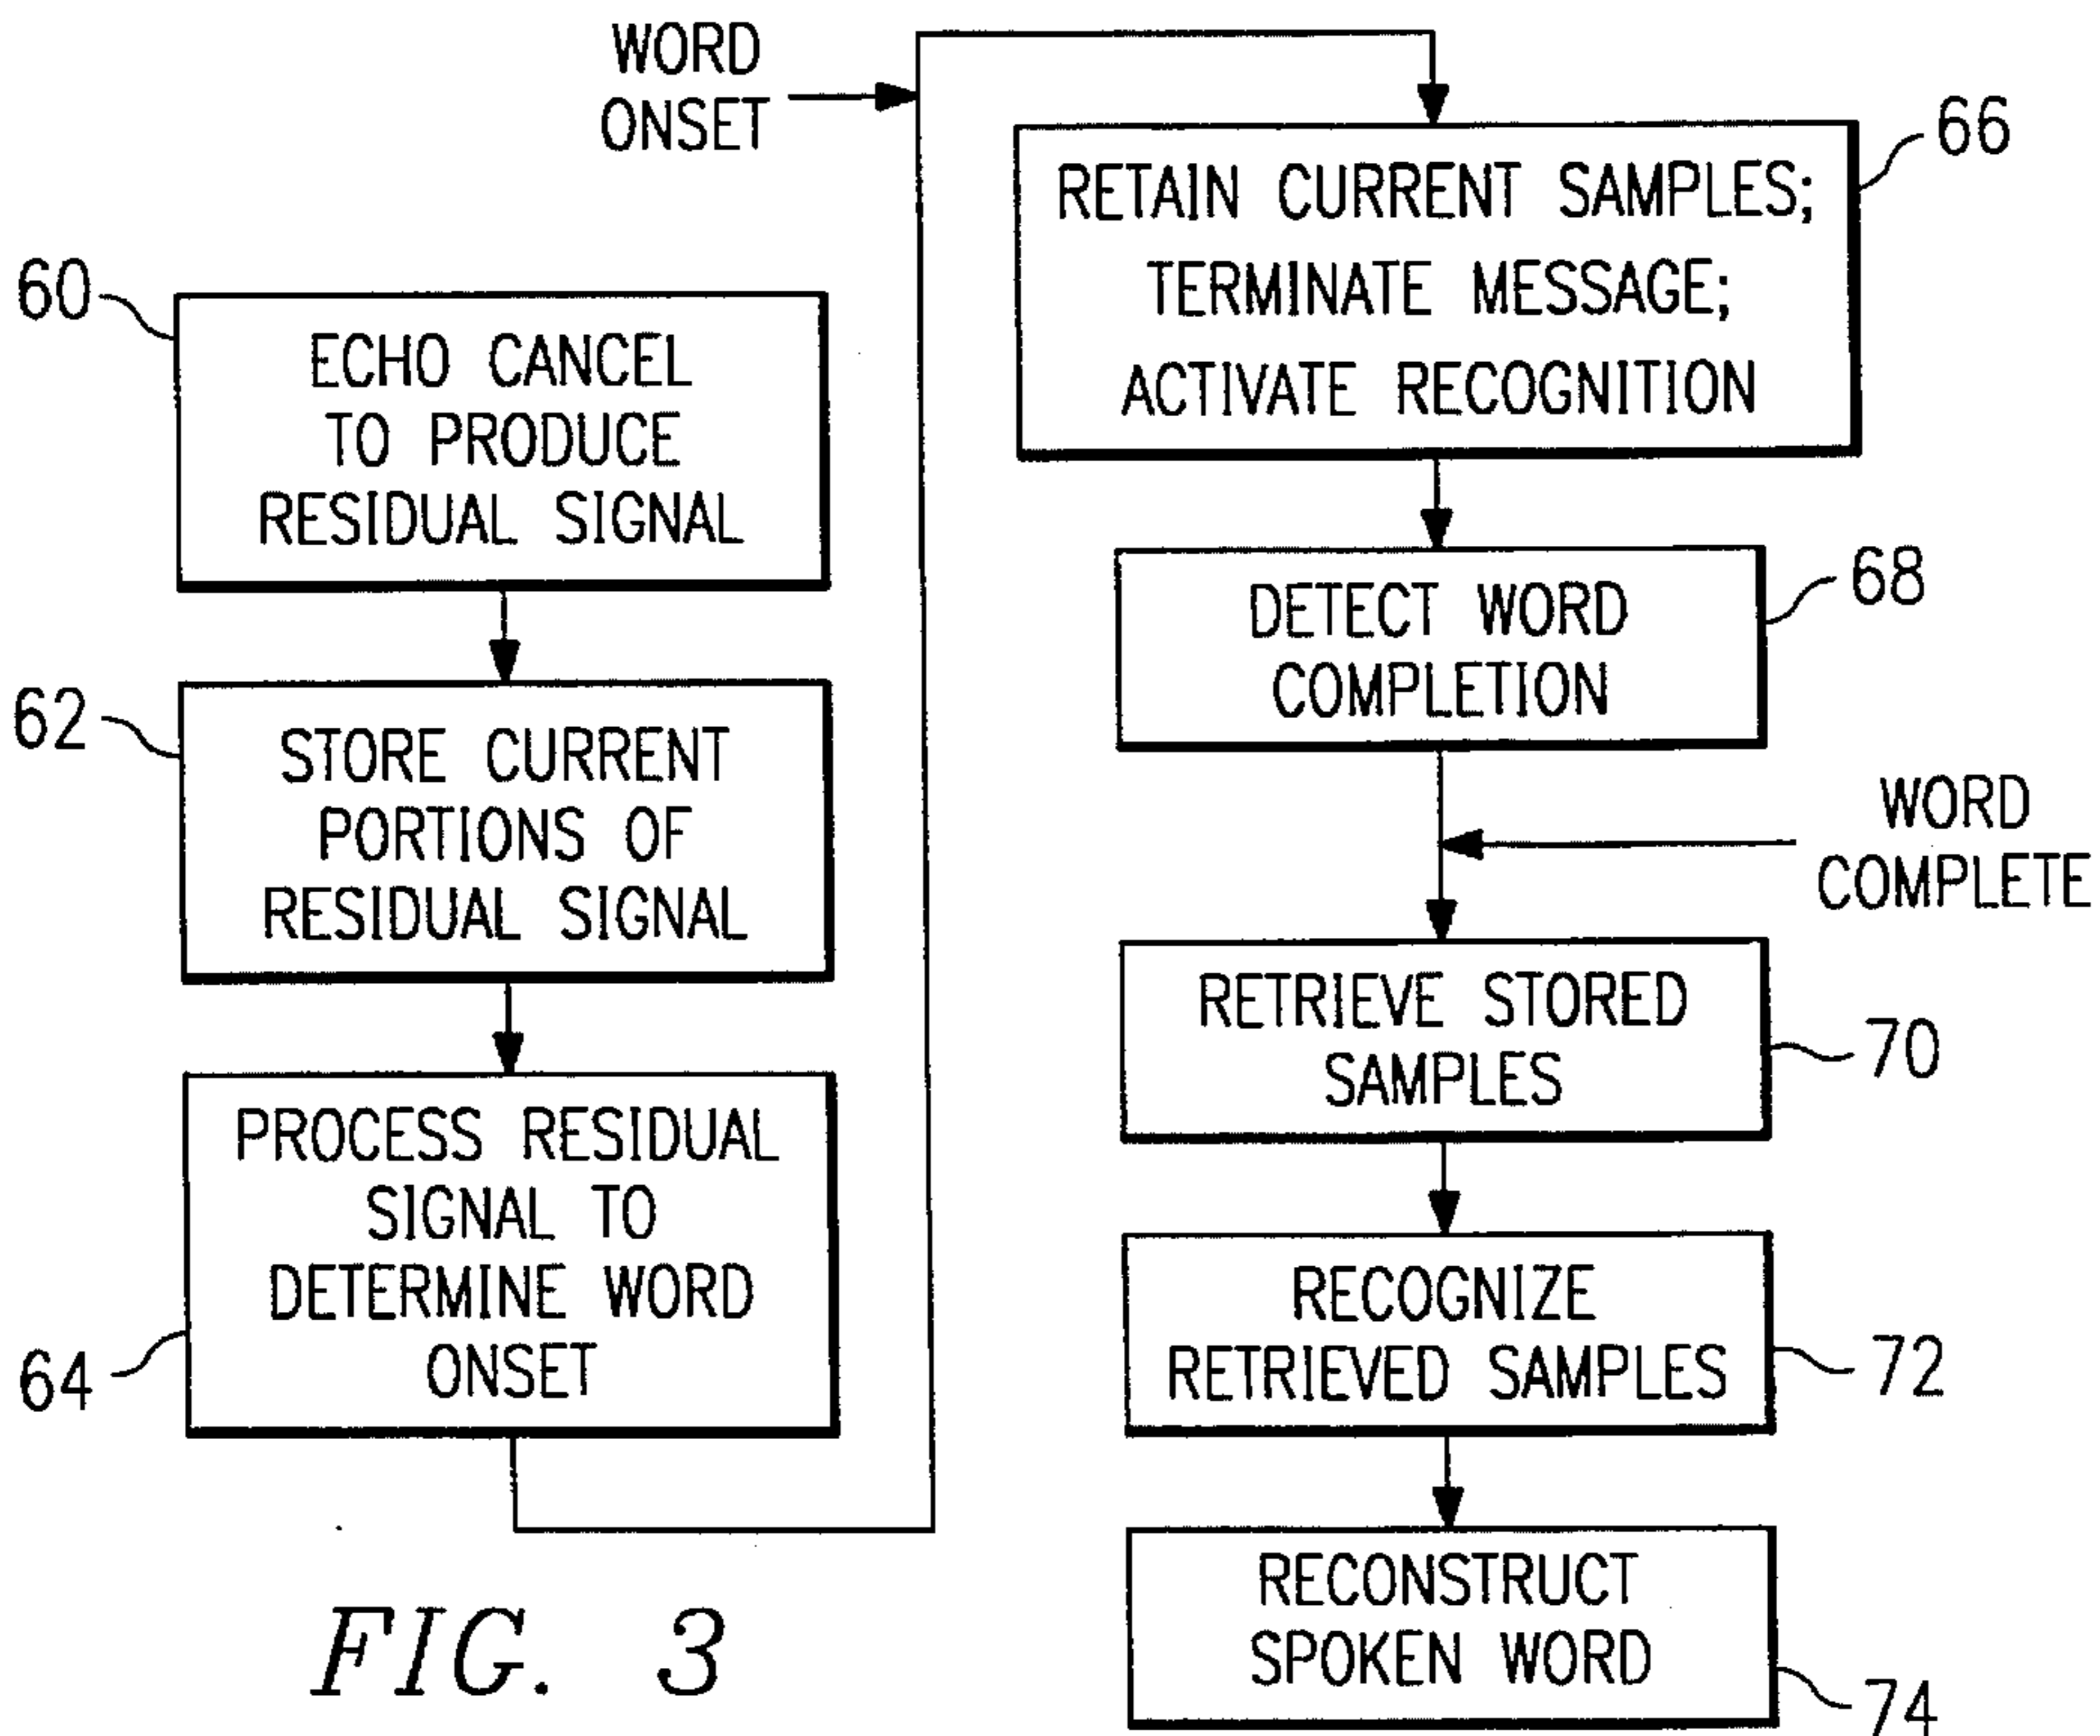 60
ECHO CANCEL
TO PRODUCE
RESIDUAL SIGNAL
62
STORE CURRENT
PORTIONS OF
RESIDUAL SIGNAL
64
PROCESS RESIDUAL
SIGNAL TO
DETERMINE WORD
ONSET
WORD
ONSET
66
RETAIN CURRENT SAMPLES;
TERMINATE MESSAGE;
ACTIVATE RECOGNITION
68
DETECT WORD
COMPLETION
WORD
COMPLETE
RETRIEVE STORED
SAMPLES
70
RECOGNIZE
RETRIEVED SAMPLES
72
RECONSTRUCT
SPOKEN WORD
74
FIG. 3